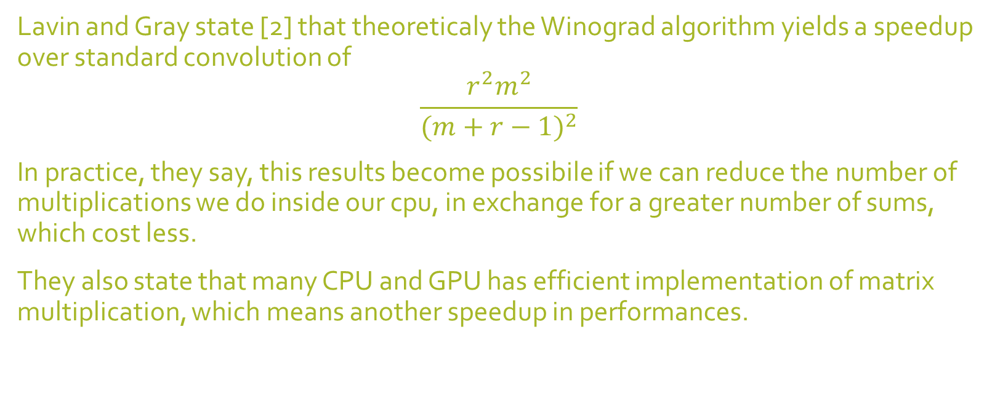 Lavin and Gray state [2] that theoreticaly the Winograd algorithm yields a speedup
over standard convolution of
r²m²
(m + r − 1)²
In practice, they say, this results become possibile if we can reduce the number of
multiplications we do inside our cpu, in exchange for a greater number of sums,
which cost less.
They also state that many CPU and GPU has efficient implementation of matrix
multiplication, which means another speedup in performances.